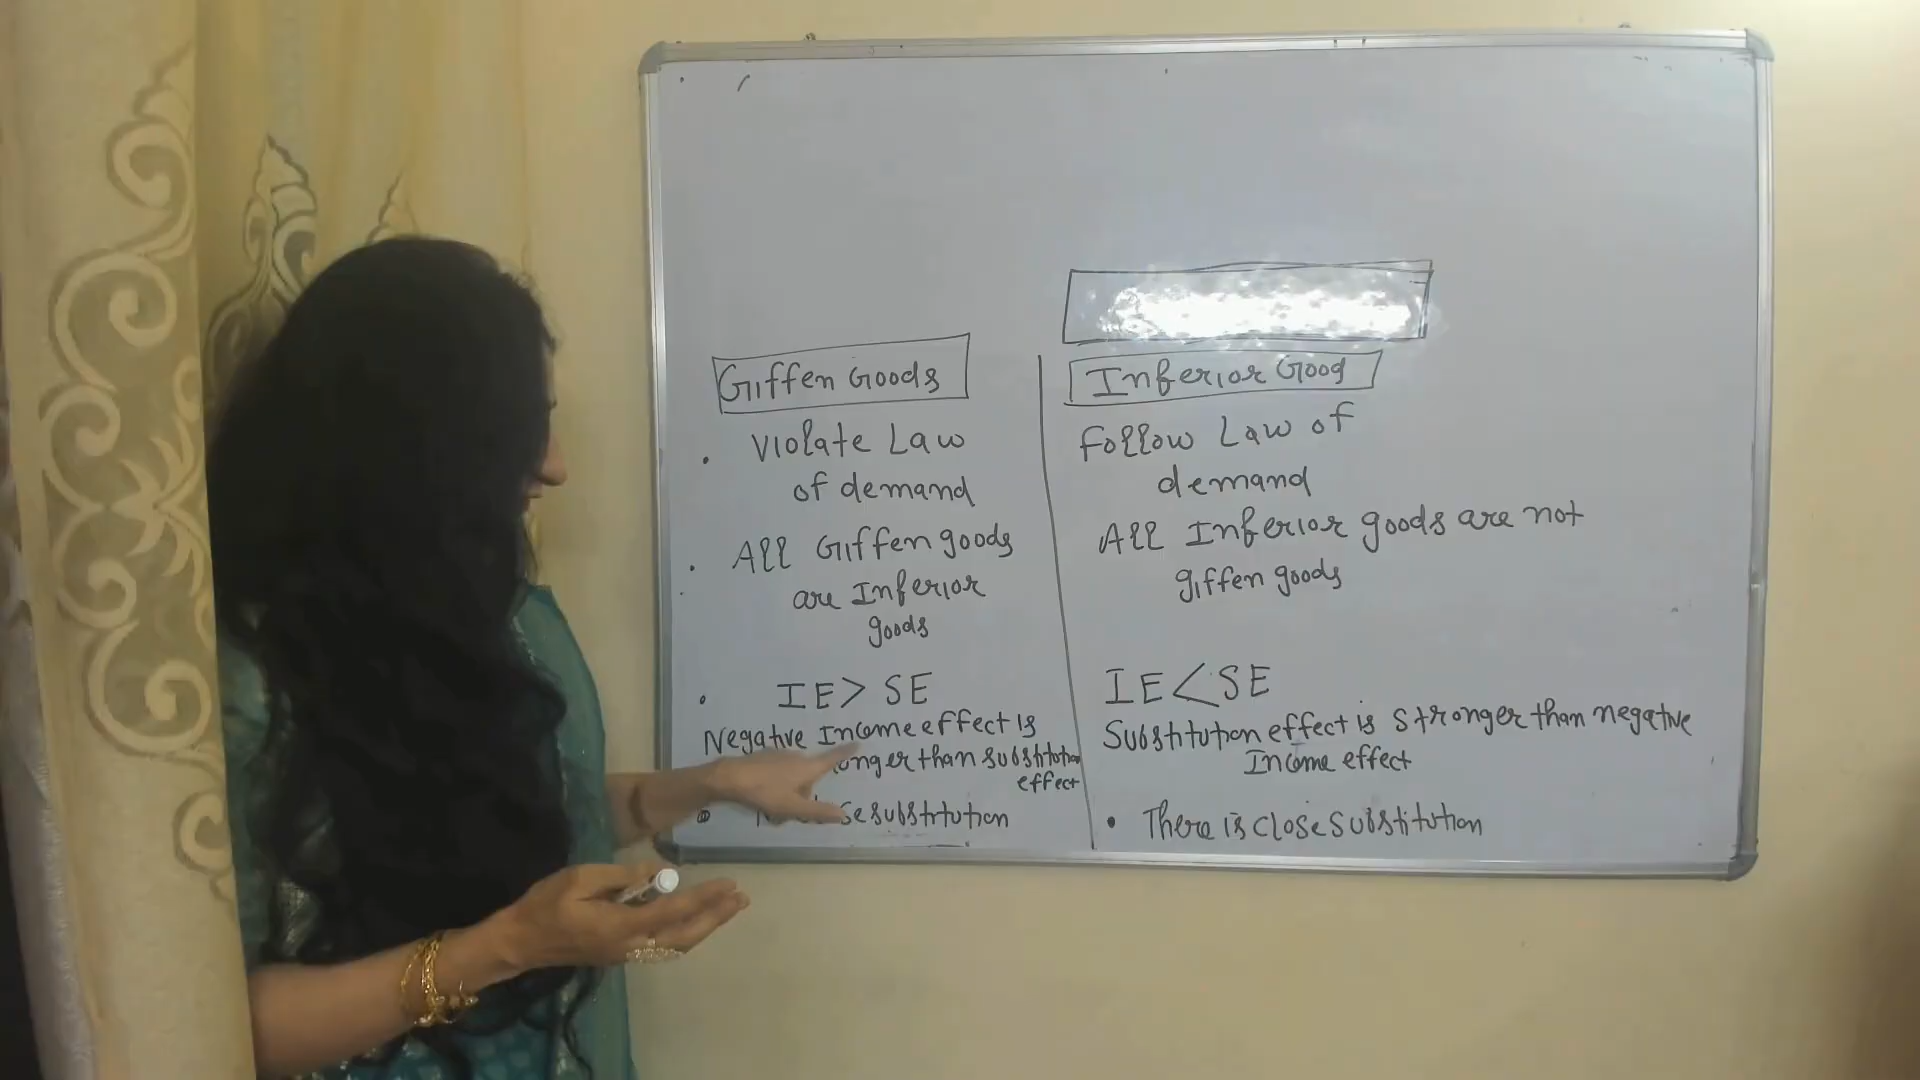 Giffen Goods
Violate Law
of demand
All Giffen goods
are Inferior
goods
IE > SE
Negative Income effect is
than substitution
effect
substitution
Inferior Good
Follow Law of
demand
All Inferior goods are not
giffen goods
IE < SE
Substitution effect is stronger than negative
Income effect
There is close substitution